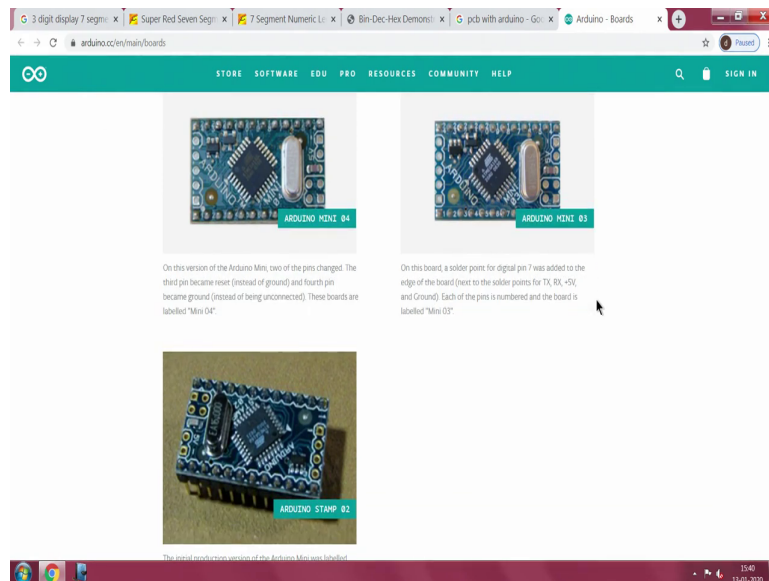 3 digit display 7 segme
Super Red Seven Segm
7 Segment Numeric Le
Bin-Dec-Hex Demonst
pcb with arduino - Goo
Arduino - Boards
arduino.cc/en/main/boards
d Paused
STORE SOFTWARE EDU PRO RESOURCES COMMUNITY HELP
SIGN IN
ARDUINO MINI 04
ARDUINO MINI 03
On this version of the Arduino Mini, two of the pins changed. The
third pin became reset (instead of ground) and fourth pin
became ground (instead of being unconnected). These boards are
labelled "Mini 04".
On this board, a solder point for digital pin 7 was added to the
edge of the board (next to the solder points for TX, RX, +5V,
and Ground). Each of the pins is numbered and the board is
labelled "Mini 03".
ARDUINO STAMP 02
The initial production version of the Arduino Mini was labelled
15:40
13-01-2020